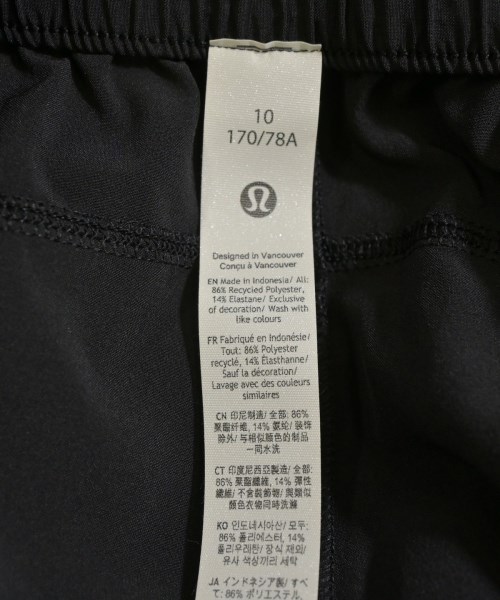 10
170/78A
Designed in Vancouver
Conçu à Vancouver
EN Made in Indonesia/ All:
86% Recycled Polyester,
14% Elastane/ Exclusive
of decoration/ Wash with
like colours
FR Fabriqué en Indonésie/
Tout: 86% Polyester
recyclé, 14% Élasthanne/
Sauf la décoration/
Lavage avec des couleurs
similaires
CN 印尼制造/ 全部: 86%
聚酯纤维, 14% 氨纶/ 装饰
除外/ 与相似颜色的制品
一同水洗
CT 印度尼西亞製造/ 全部:
86% 聚酯纖維, 14% 彈性
纖維/ 不含裝飾物/ 與類似
顏色衣物同時洗滌
KO 인도네시아산/ 모두:
86% 폴리에스터, 14%
폴리우레탄/ 장식 제외/
유사 색상끼리 세탁
JA インドネシア製/ すべ
て: 86% ポリエステル,